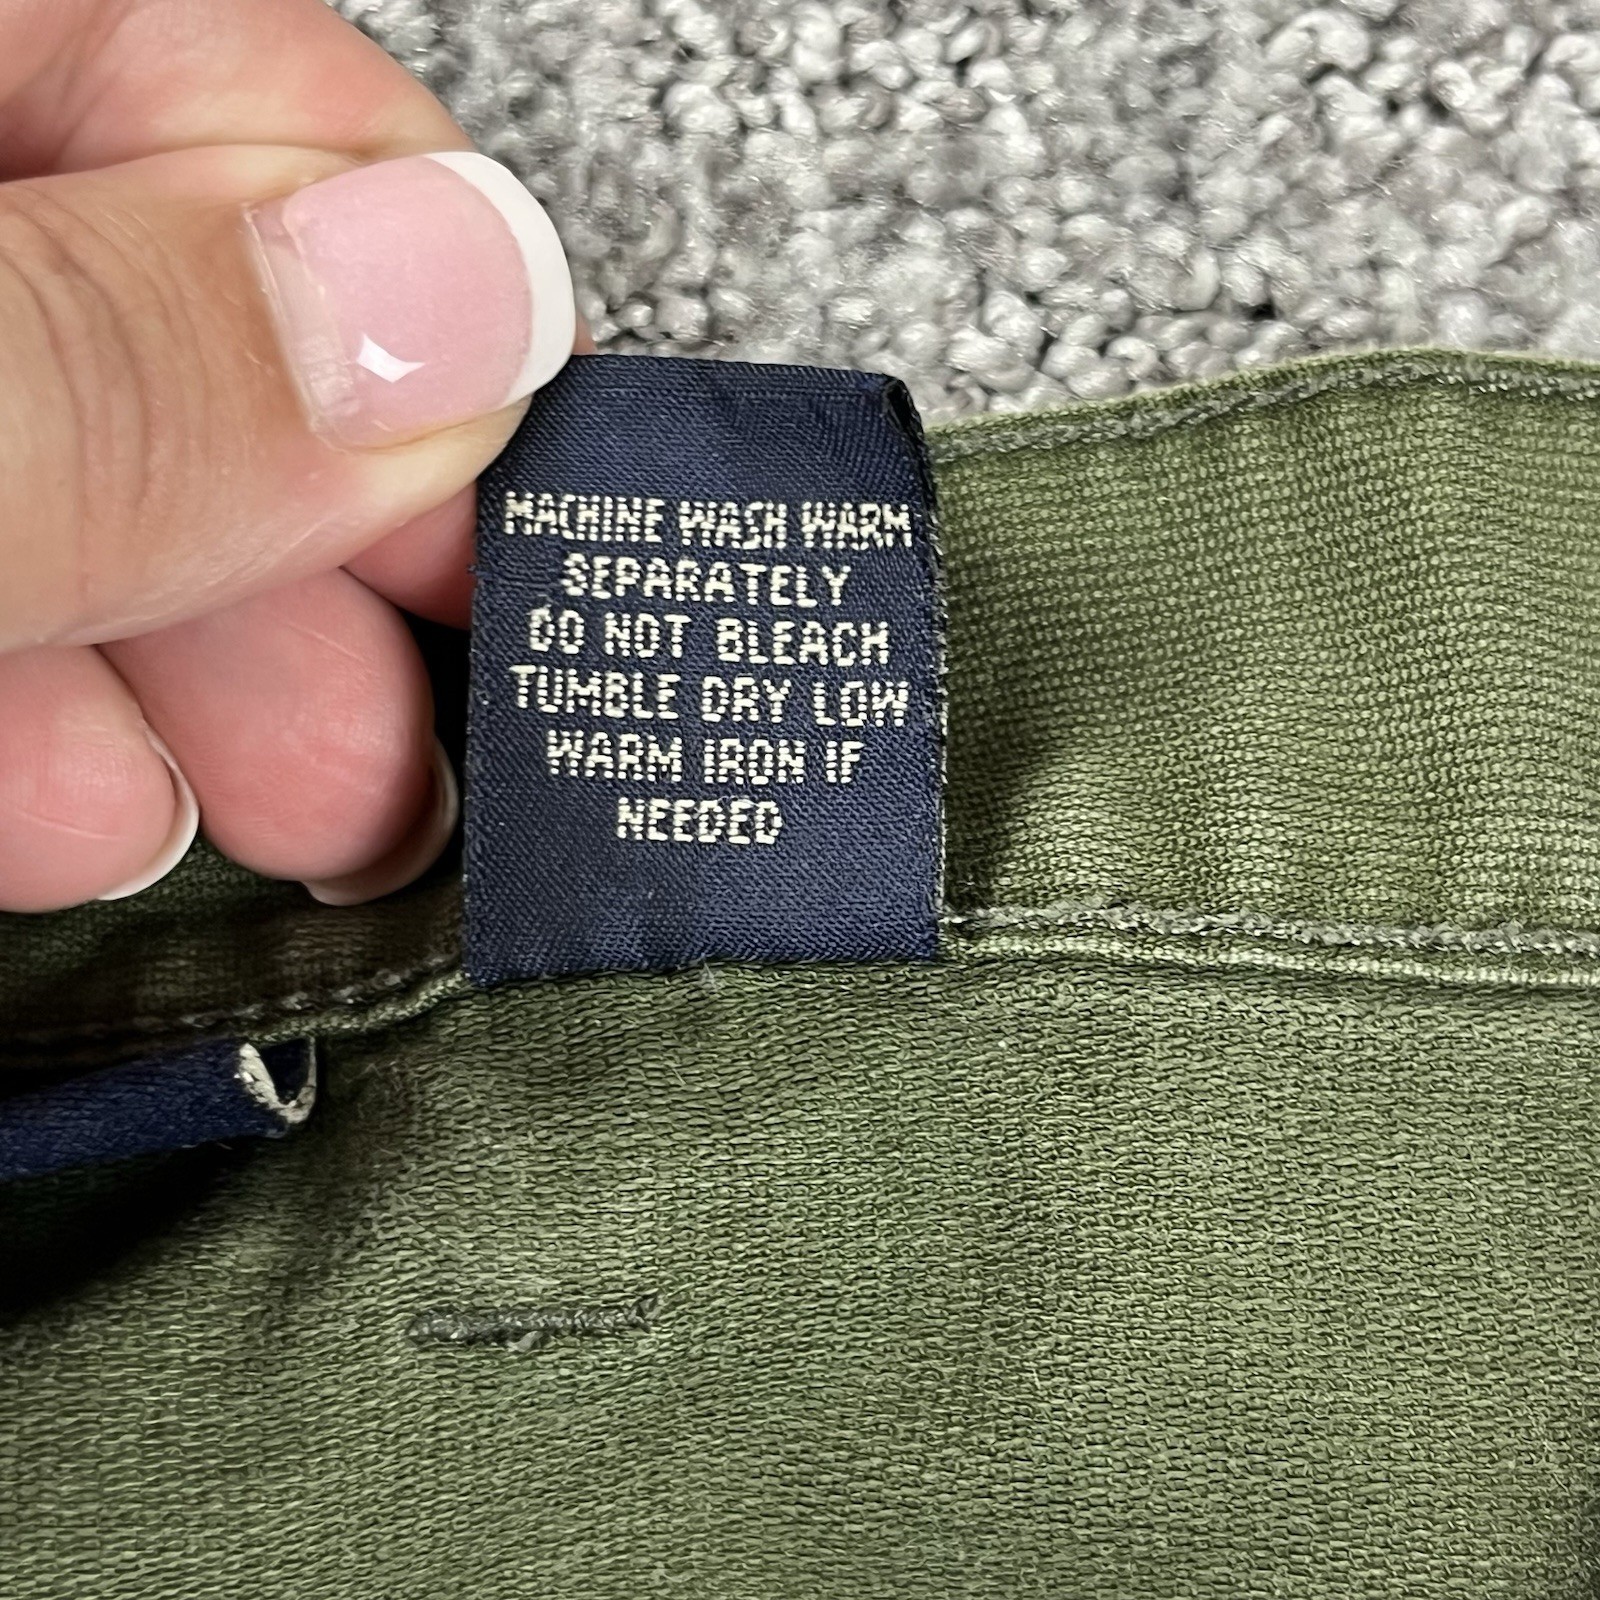 MACHINE WASH WARM
SEPARATELY
DO NOT BLEACH
TUMBLE DRY LOW
WARM IRON IF
NEEDED